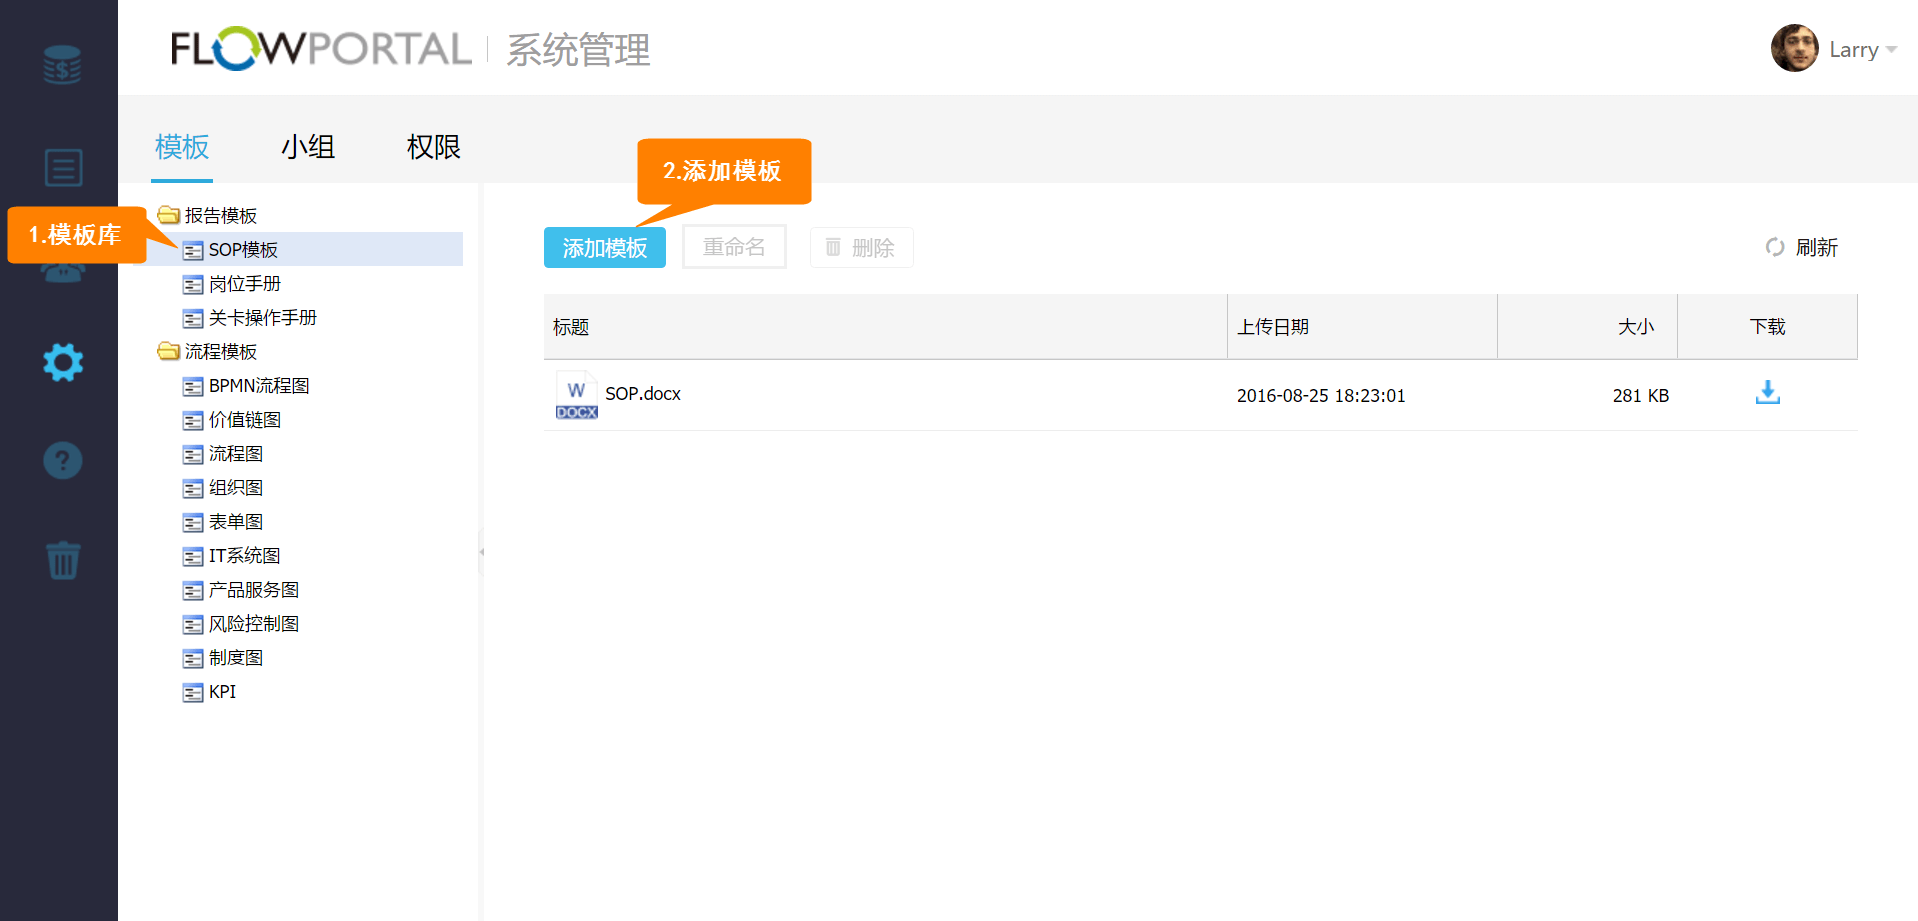 FLOWPORTAL 系统管理
Larry
模板 小组 权限
2.添加模板
1.模板库
报告模板
SOP模板
岗位手册
关卡操作手册
流程模板
BPMN流程图
价值链图
流程图
组织图
表单图
IT系统图
产品服务图
风险控制图
制度图
KPI
添加模板 重命名 删除 刷新
标题 上传日期 大小 下载
W
DOCX
SOP.docx 2016-08-25 18:23:01 281 KB